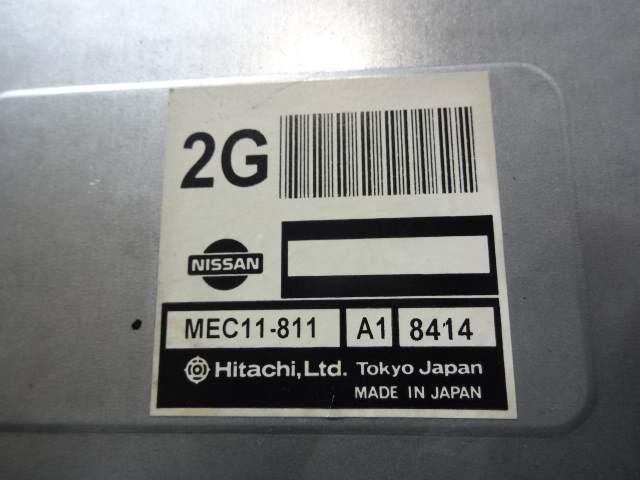 2G
NISSAN
MEC11-811 A1 8414
Hitachi,Ltd. Tokyo Japan
MADE IN JAPAN